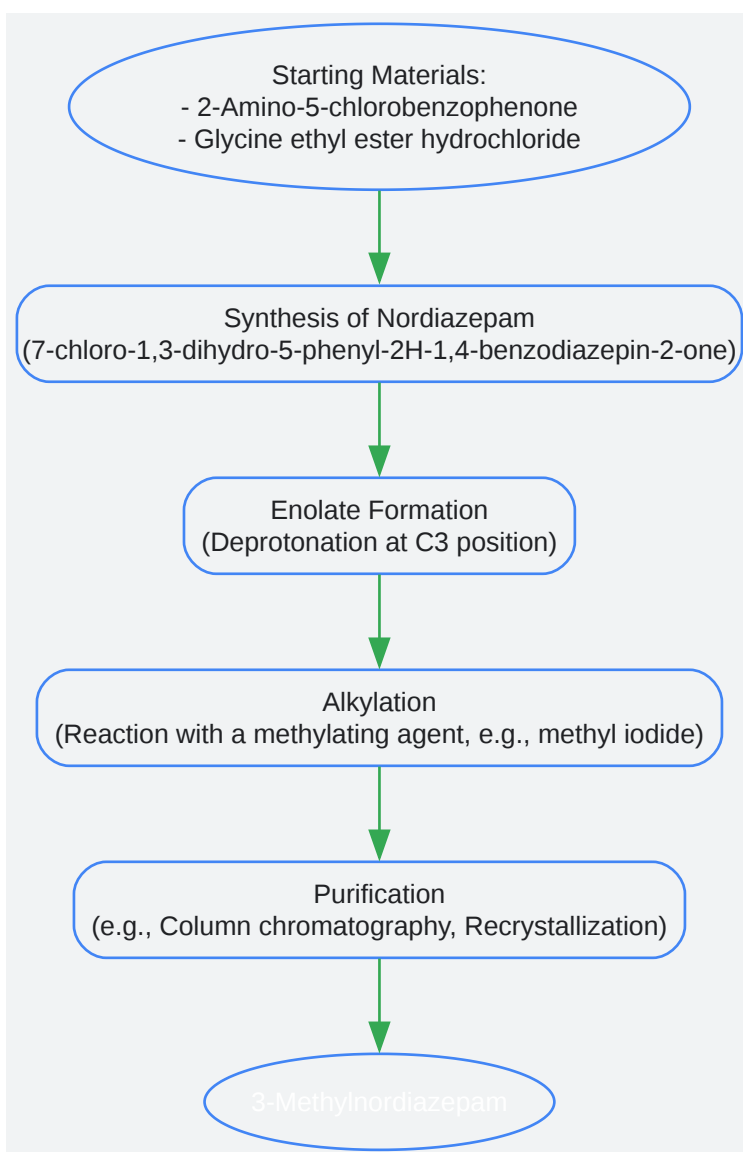 Starting Materials:
- 2-Amino-5-chlorobenzophenone
- Glycine ethyl ester hydrochloride
Synthesis of Nordiazepam
(7-chloro-1,3-dihydro-5-phenyl-2H-1,4-benzodiazepin-2-one)
Enolate Formation
(Deprotonation at C3 position)
Alkylation
(Reaction with a methylating agent, e.g., methyl iodide)
Purification
(e.g., Column chromatography, Recrystallization)
3-Methylnordiazepam